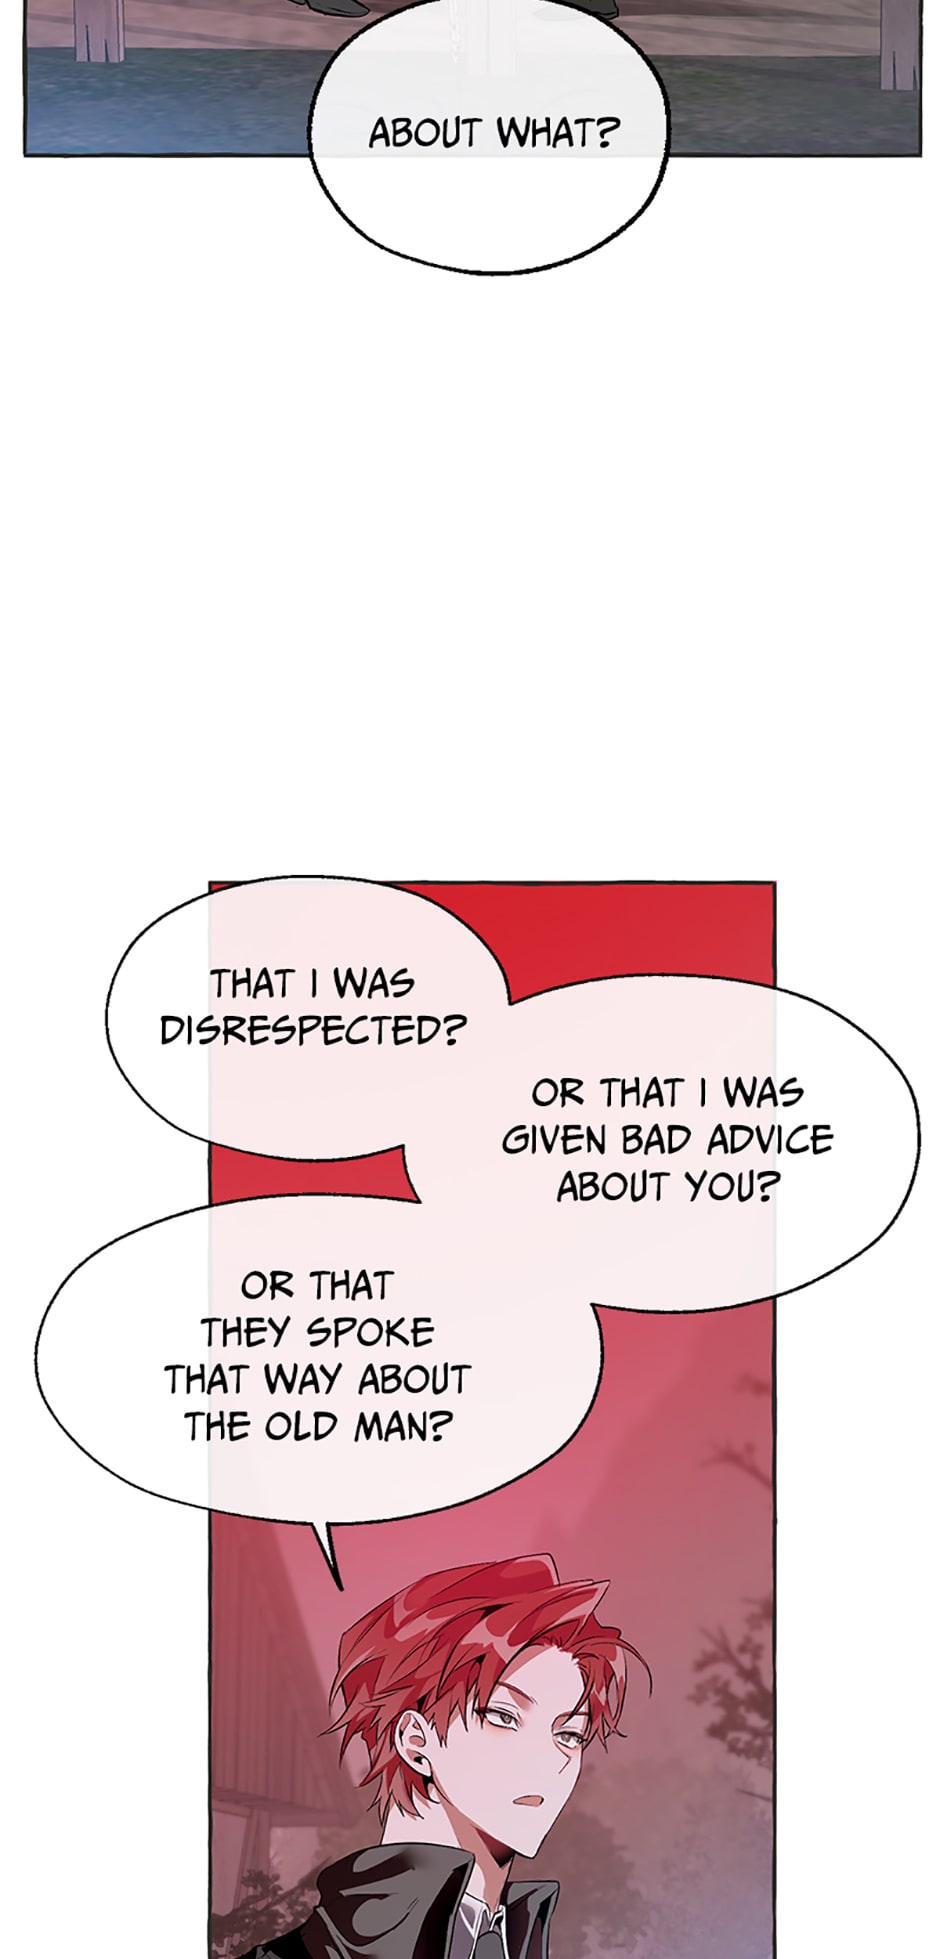 ABOUT WHAT?
THAT I WAS
DISRESPECTED?
OR THAT I WAS
GIVEN BAD ADVICE
ABOUT YOU?
OR THAT
THEY SPOKE
THAT WAY ABOUT
THE OLD MAN?